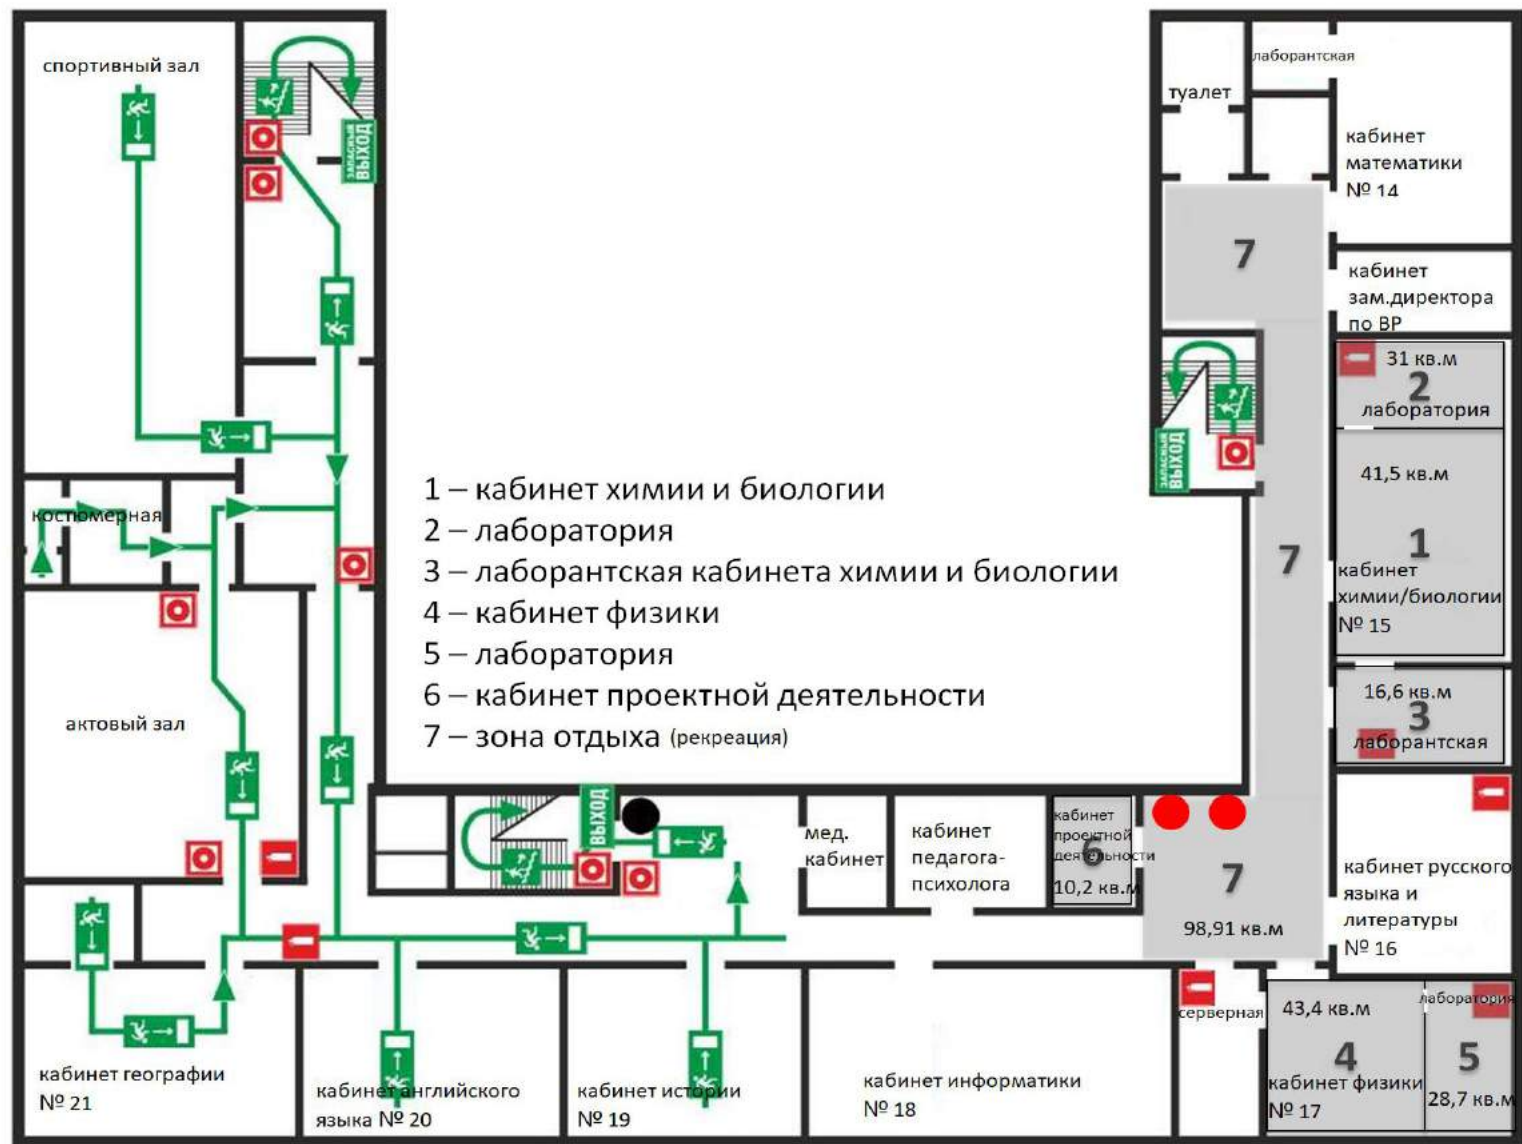 спортивный зал
ЗАПАСНЫЙ
ВЫХОД
костюмерная
актовый зал
1 – кабинет химии и биологии
2 – лаборатория
3 – лаборантская кабинета химии и биологии
4 – кабинет физики
5 – лаборатория
6 – кабинет проектной деятельности
7 – зона отдыха (рекреация)
туалет
лаборантская
кабинет
математики
№ 14
7
кабинет
зам.директора
по ВР
31 кв.м
2
лаборатория
ЗАПАСНЫЙ
ВЫХОД
41,5 кв.м
1
7
кабинет
химии/биологии
№ 15
16,6 кв.м
3
лаборантская
ВЫХОД
мед.
кабинет
кабинет
педагога-
психолога
кабинет
проектной
деятельности
6
10,2 кв.м
7
98,91 кв.м
кабинет русского
языка и
литературы
№ 16
кабинет географии
№ 21
кабинет английского
языка № 20
кабинет истории
№ 19
кабинет информатики
№ 18
серверная
43,4 кв.м
4
кабинет физики
№ 17
лаборатория
5
28,7 кв.м